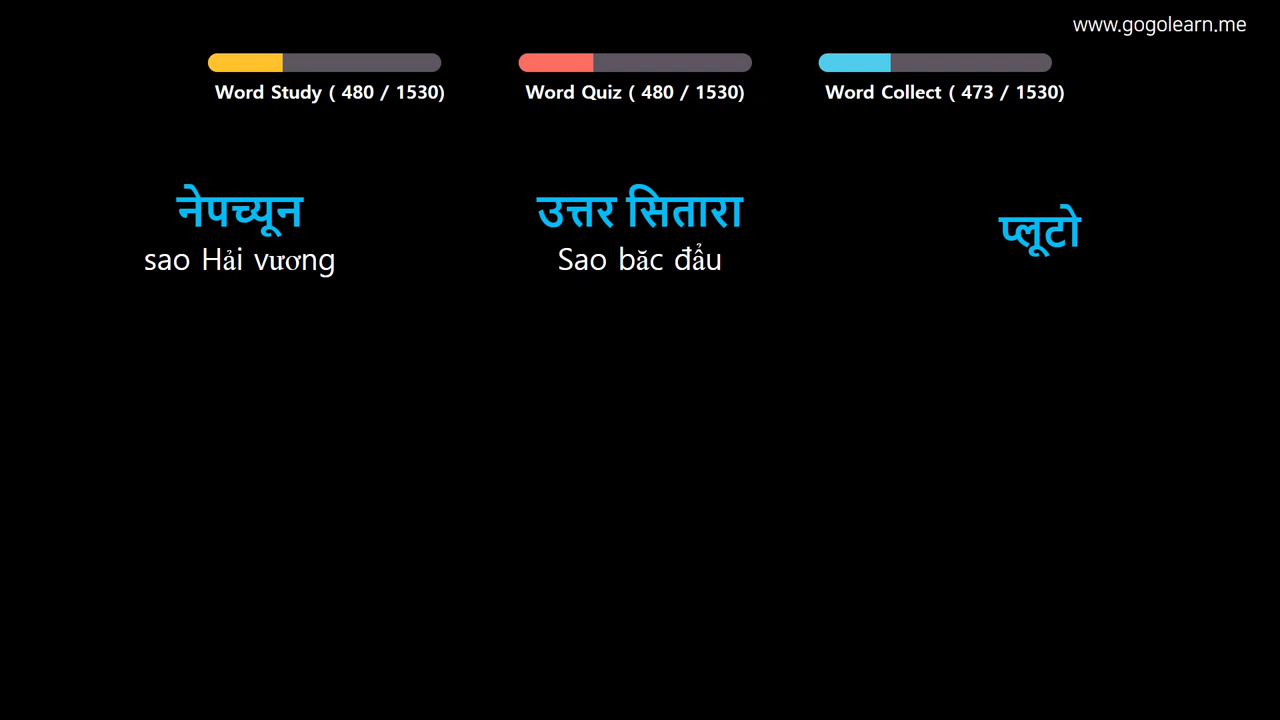 www.gogolearn.me
Word Study ( 480 / 1530)
Word Quiz ( 480 / 1530)
Word Collect ( 473 / 1530)
नेपच्यून
sao Hải vương
उत्तर सितारा
Sao bắc đẩu
प्लूटो